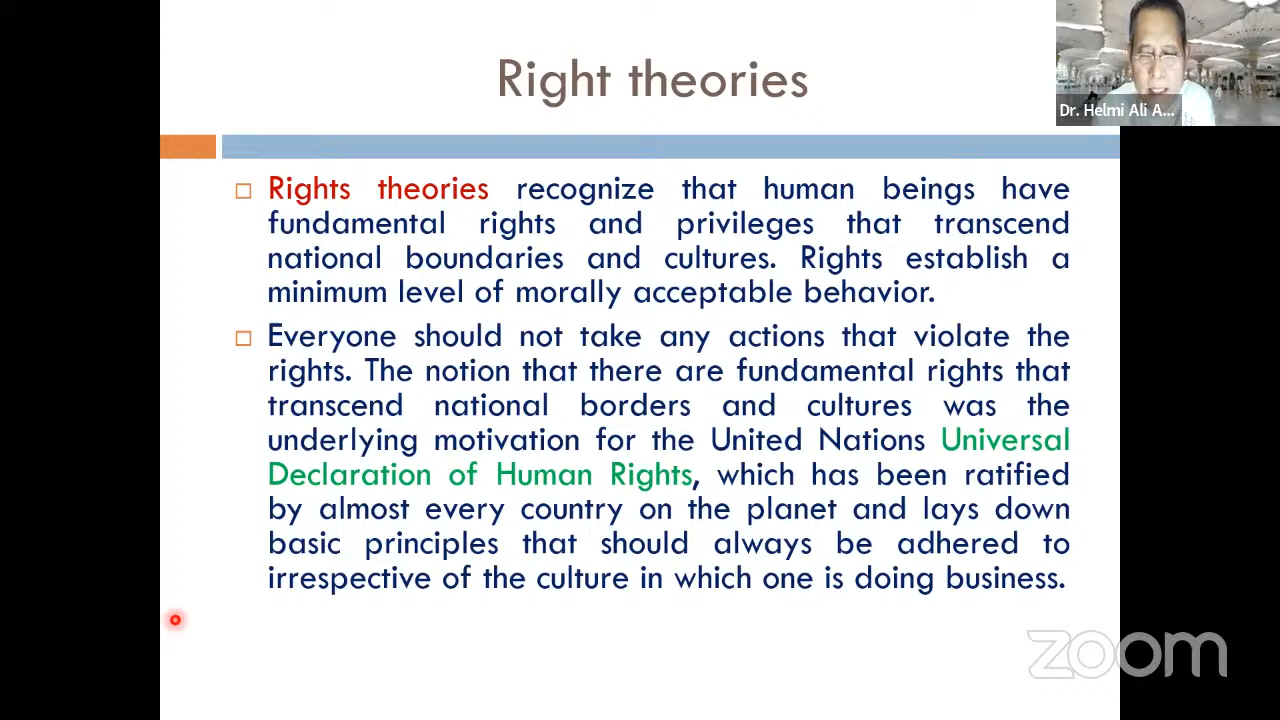 Right theories
Dr. Helmi Ali A...
Rights theories recognize that human beings have
fundamental rights and privileges that transcend
national boundaries and cultures. Rights establish a
minimum level of morally acceptable behavior.
Everyone should not take any actions that violate the
rights. The notion that there are fundamental rights that
transcend national borders and cultures was the
underlying motivation for the United Nations Universal
Declaration of Human Rights, which has been ratified
by almost every country on the planet and lays down
basic principles that should always be adhered to
irrespective of the culture in which one is doing business.
zoom